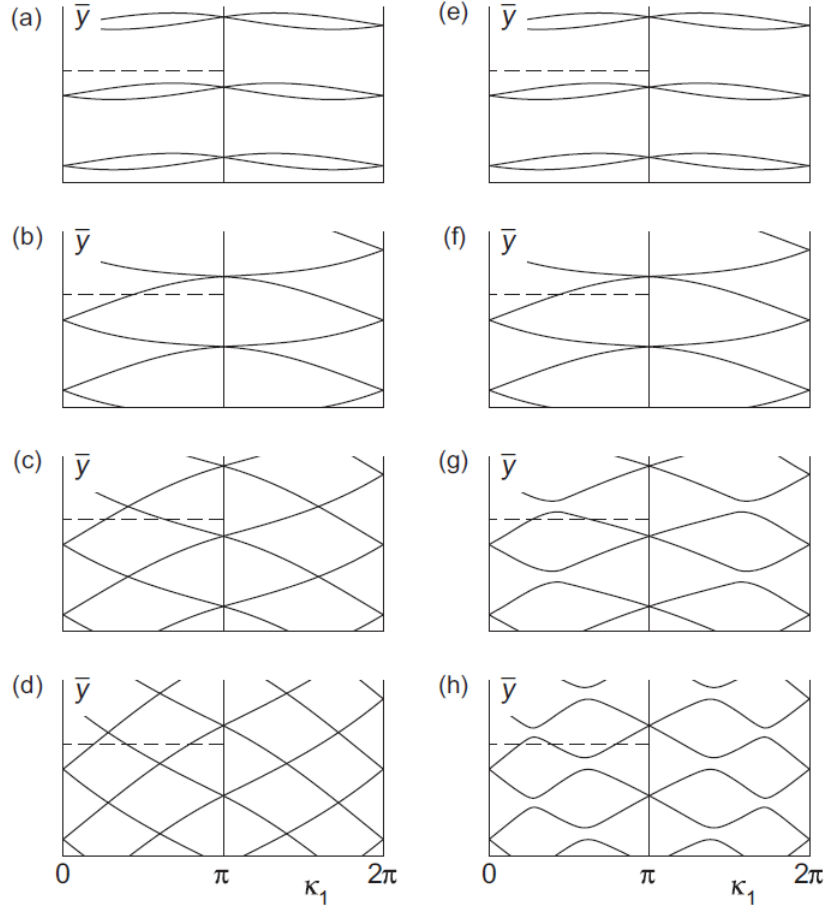 (a) ȳ
(e) ȳ
(b) ȳ
(f) ȳ
(c) ȳ
(g) ȳ
(d) ȳ
(h) ȳ
0 π κ₁ 2π
0 π κ₁ 2π